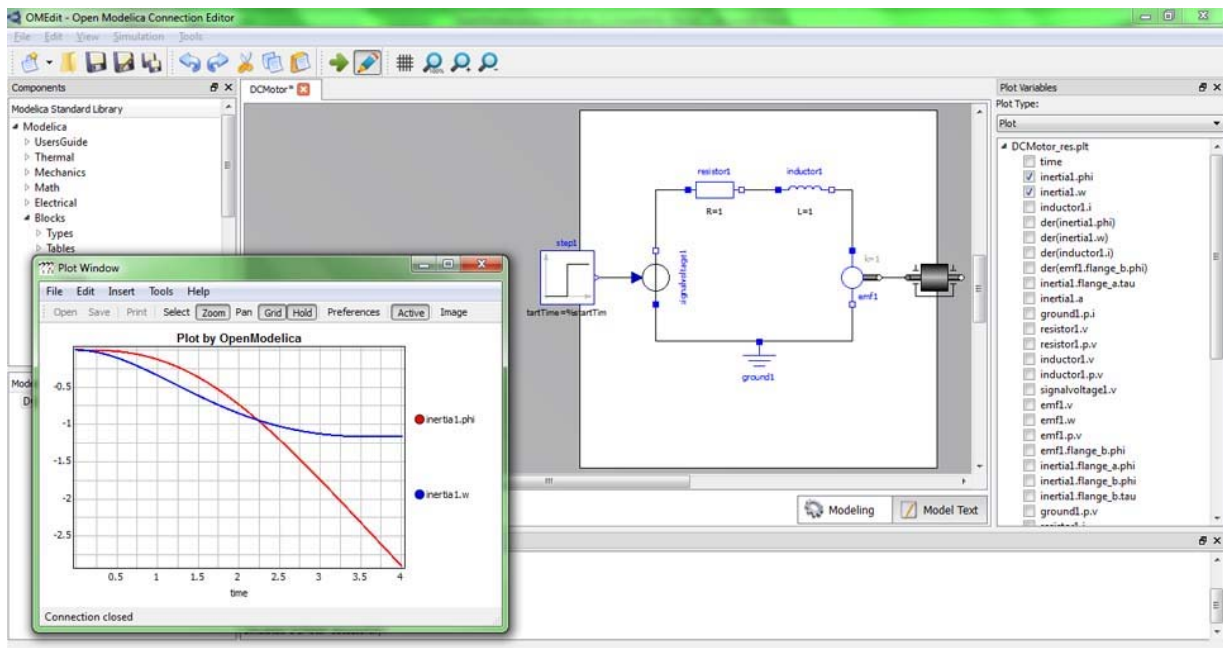 OMEdit - Open Modelica Connection Editor
File Edit View Simulation Tools
Components
Modelica Standard Library
Modelica
UsersGuide
Thermal
Mechanics
Math
Electrical
Blocks
Types
Tables
DCMotor*
resistor1
inductor1
R=1
L=1
step1
signalvoltage1
k=1
emf1
tartTime=%startTim
ground1
Modeling
Model Text
Plot Variables
Plot Type:
Plot
DCMotor_res.plt
time
inertia1.phi
inertia1.w
inductor1.i
der(inertia1.phi)
der(inertia1.w)
der(inductor1.i)
der(emf1.flange_b.phi)
inertia1.flange_a.tau
inertia1.a
ground1.p.i
resistor1.v
resistor1.p.v
inductor1.v
inductor1.p.v
signalvoltage1.v
emf1.v
emf1.w
emf1.p.v
emf1.flange_b.phi
inertia1.flange_a.phi
inertia1.flange_b.phi
inertia1.flange_b.tau
ground1.p.v
Plot Window
File Edit Insert Tools Help
Open Save Print Select Zoom Pan Grid Hold Preferences Active Image
Plot by OpenModelica
-0.5
-1
-1.5
-2
-2.5
0.5 1 1.5 2 2.5 3 3.5 4
time
inertia1.phi
inertia1.w
Connection closed